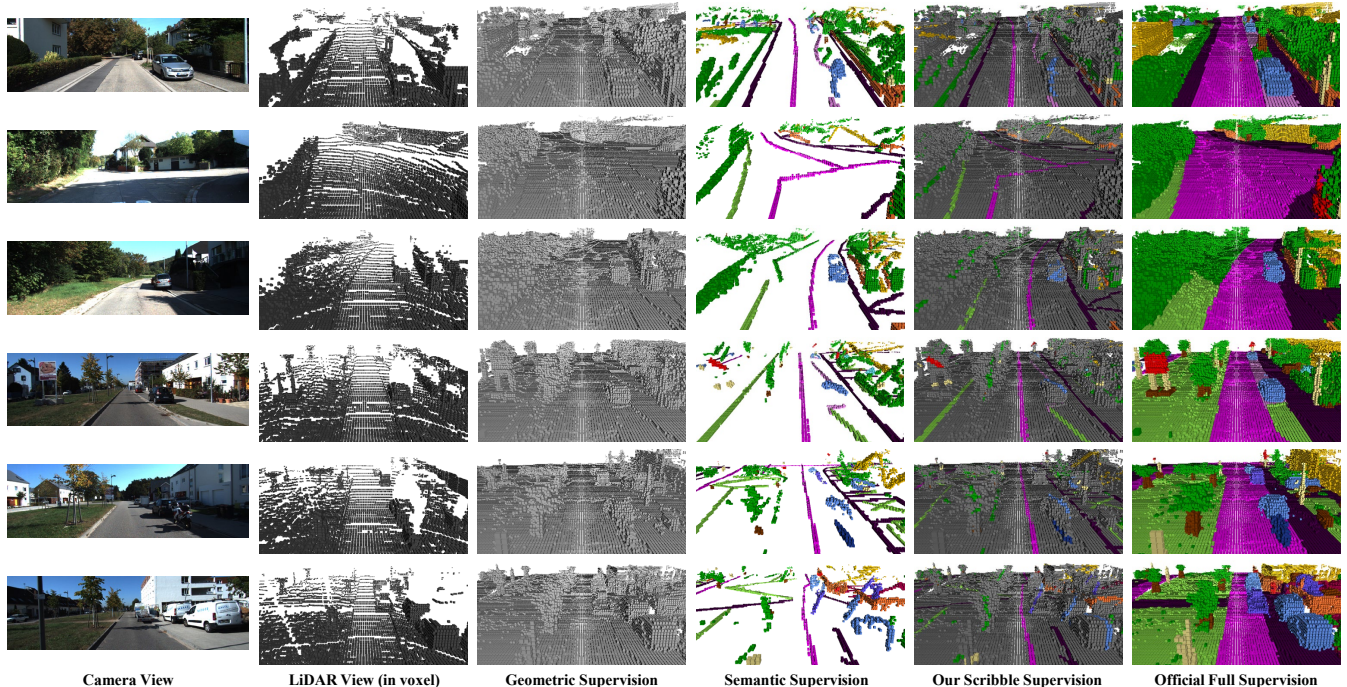 Camera View
LiDAR View (in voxel)
Geometric Supervision
Semantic Supervision
Our Scribble Supervision
Official Full Supervision